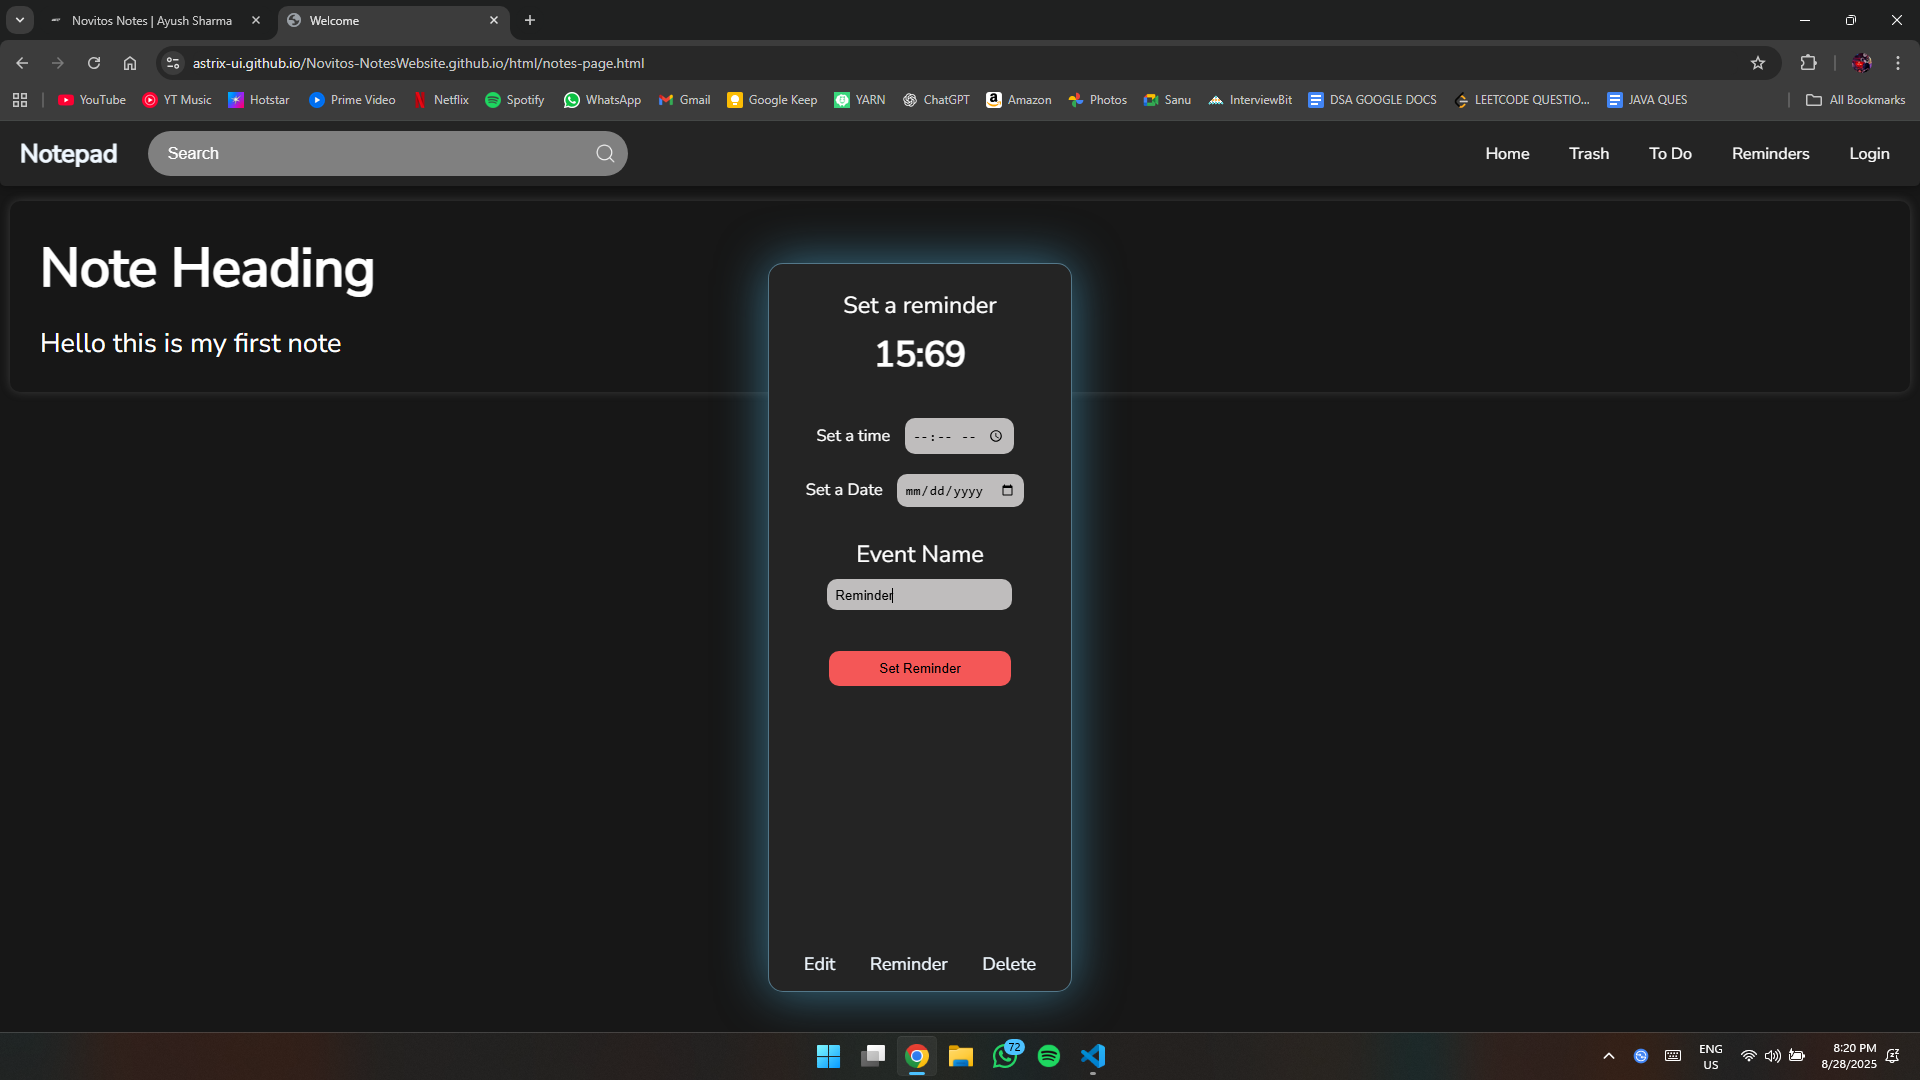 Novitos Notes | Ayush Sharma
Welcome
astrix-ui.github.io/Novitos-NotesWebsite.github.io/html/notes-page.html
YouTube YT Music Hotstar Prime Video Netflix Spotify WhatsApp Gmail Google Keep YARN ChatGPT Amazon Photos Sanu InterviewBit DSA GOOGLE DOCS LEETCODE QUESTIO... JAVA QUES All Bookmarks
Notepad Search Home Trash To Do Reminders Login
Note Heading
Hello this is my first note
Set a reminder
15:69
Set a time --:-- --
Set a Date mm/dd/yyyy
Event Name
Reminder
Set Reminder
Edit Reminder Delete
72
ENG
US
8:20 PM
8/28/2025